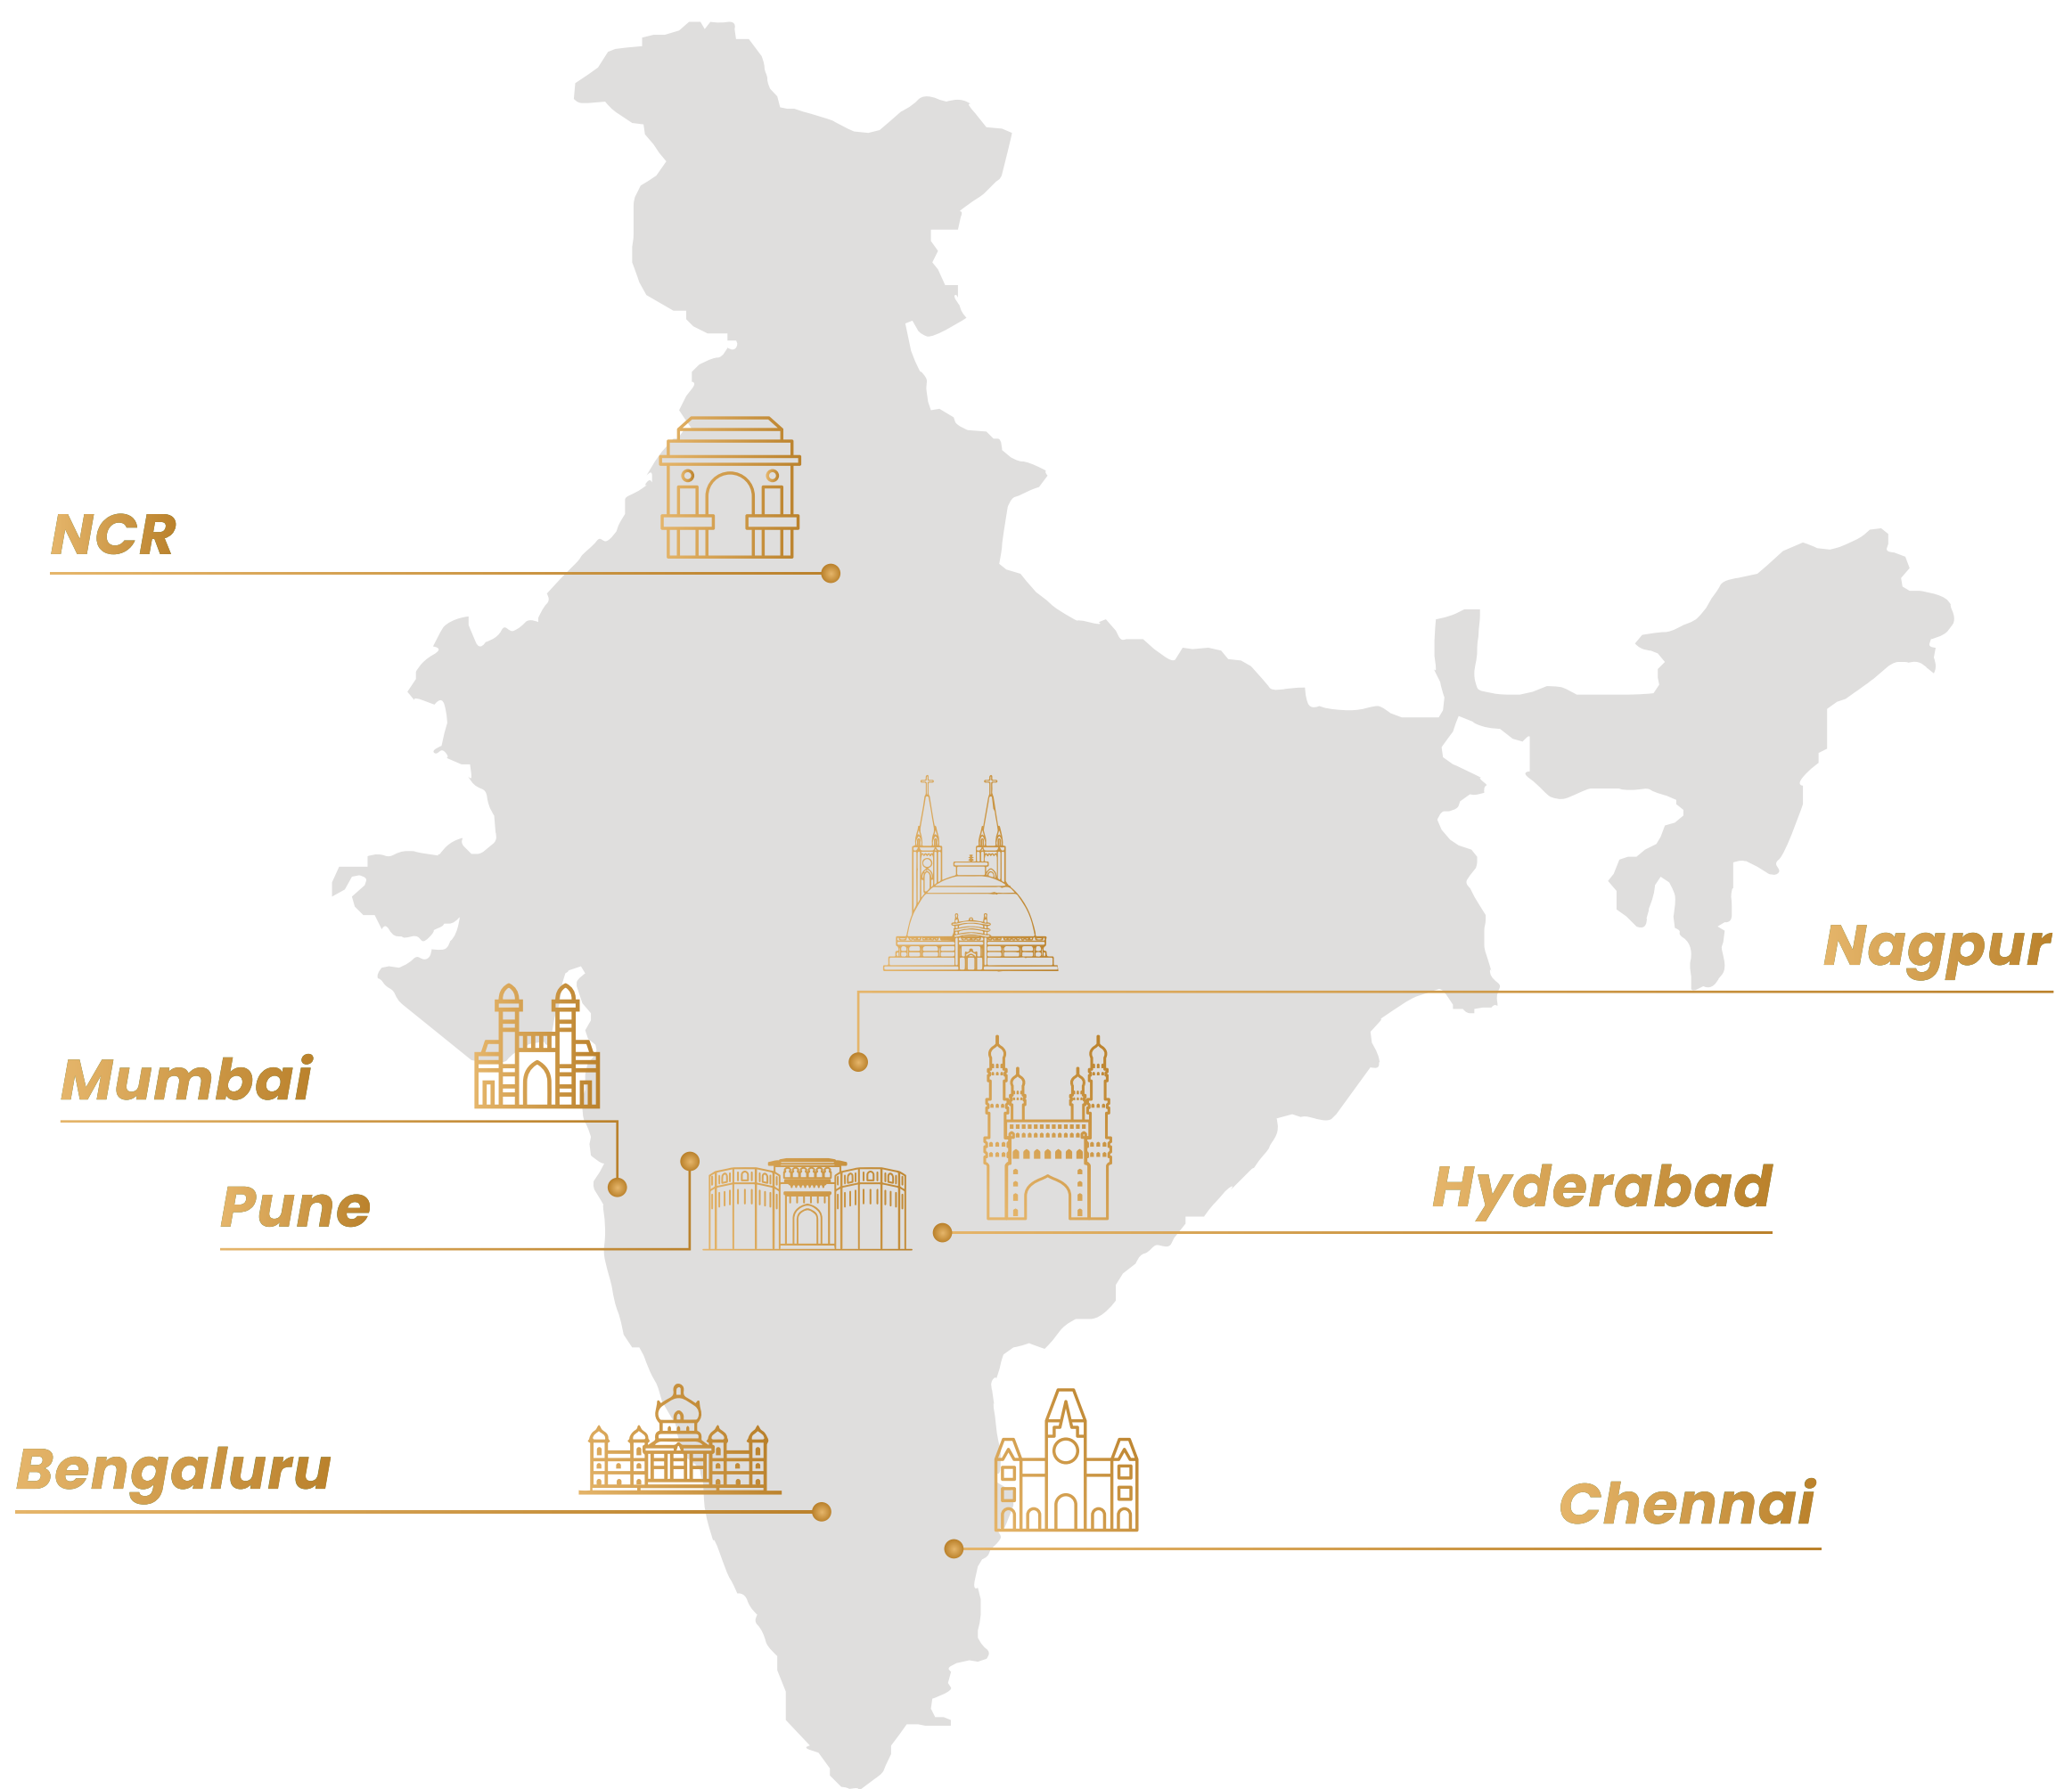 NCR
Nagpur
Mumbai
Hyderabad
Pune
Bengaluru
Chennai